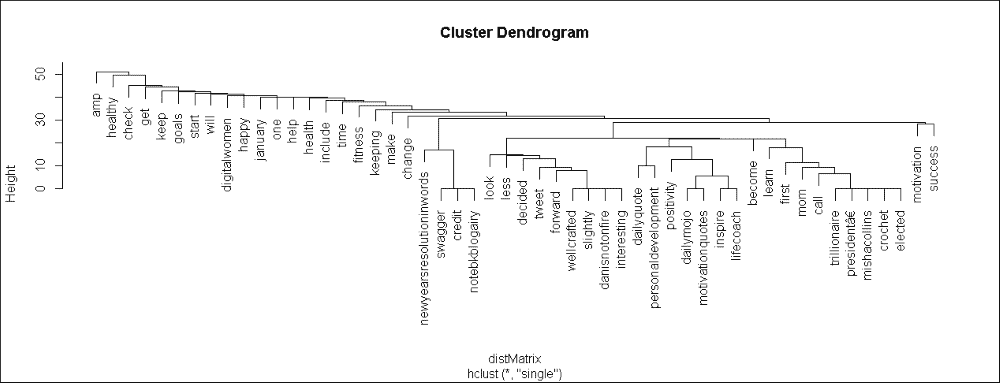 Cluster Dendrogram
Height
50
30
10
0
amp
healthy
check
get
keep
goals
start
will
digitalwomen
happy
january
one
help
health
include
time
fitness
keeping
make
change
newyearsresolutioninwords
swagger
credit
notebkblogairy
look
less
decided
tweet
forward
wellcrafted
slightly
danisnotonfire
interesting
dailyquote
personaldevelopment
positivity
dailymojo
motivationquotes
inspire
lifecoach
become
learn
first
mom
call
trillionaire
presidentâ€
mishacollins
crochet
elected
motivation
success
distMatrix
hclust (*, "single")